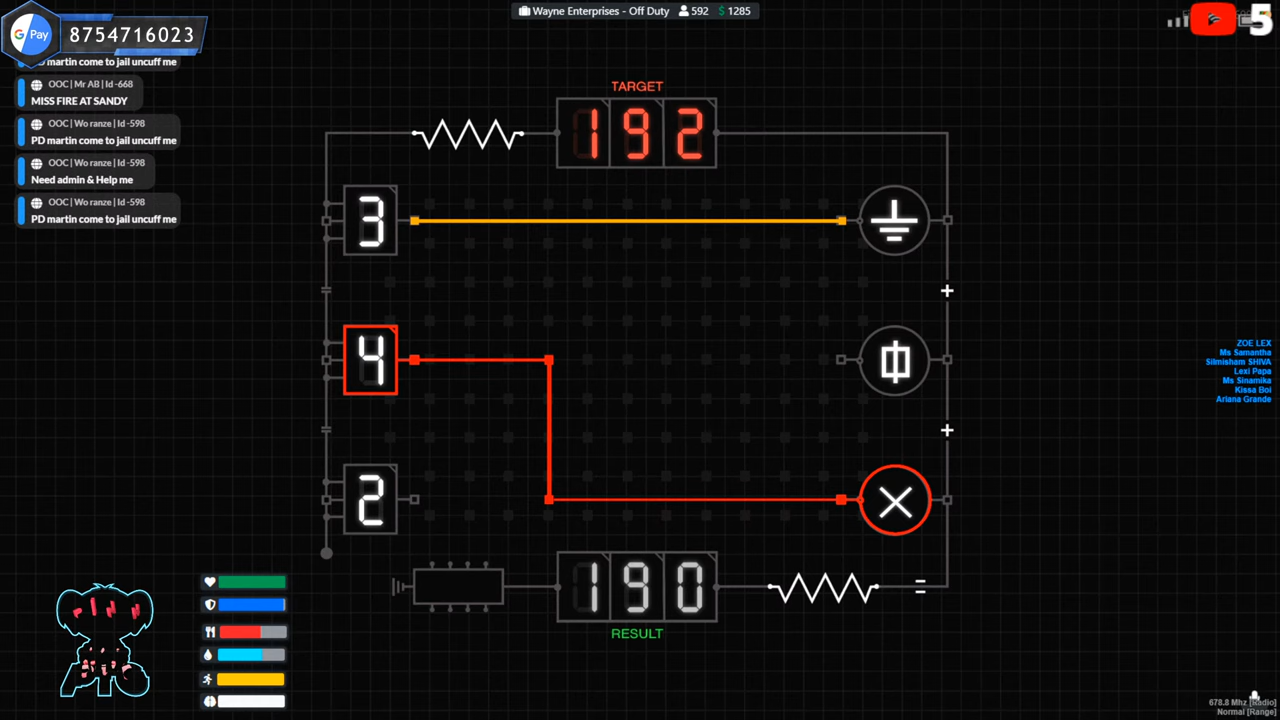 Wayne Enterprises - Off Duty 592 $ 1285
G Pay 8754716023
5
PD martin come to jail uncuff me
OOC | Mr AB | Id -668
MISS FIRE AT SANDY
OOC | Wo ranze | Id -598
PD martin come to jail uncuff me
OOC | Wo ranze | Id -598
Need admin & Help me
OOC | Wo ranze | Id -598
PD martin come to jail uncuff me
TARGET
192
3
+
4
+
2
190
=
RESULT
ZOE LEX
Ms Samantha
Silmisham SHIVA
Lexi Papa
Ms Sinamika
Kissa Boi
Ariana Grande
678.8 Mhz [Radio]
Normal [Range]